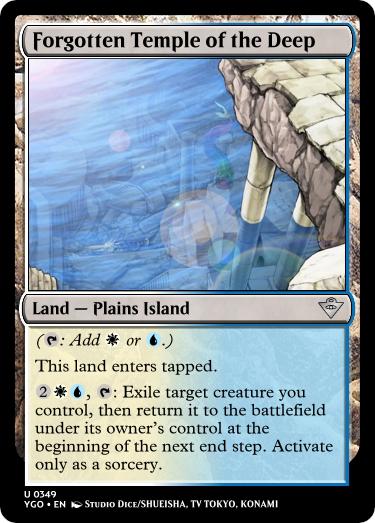 Forgotten Temple of the Deep
Land — Plains Island
(: Add or .)
This land enters tapped.
2, : Exile target creature you
control, then return it to the battlefield
under its owner's control at the
beginning of the next end step. Activate
only as a sorcery.
U 0349
YGO • EN Studio Dice/SHUEISHA, TV TOKYO, KONAMI